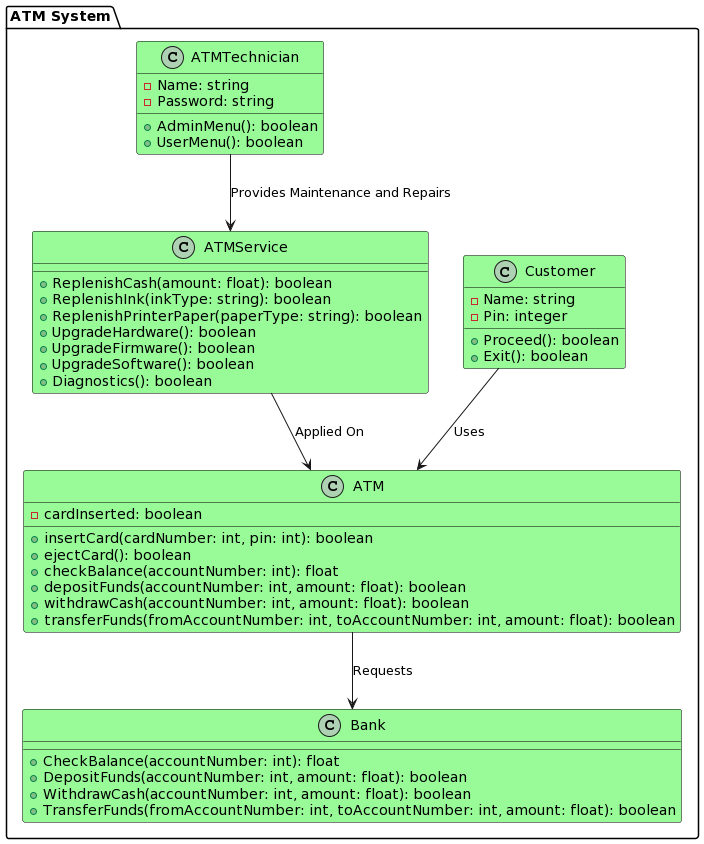 ATM System
C ATMTechnician
Name: string
Password: string
AdminMenu(): boolean
UserMenu(): boolean
Provides Maintenance and Repairs
C ATMService
ReplenishCash(amount: float): boolean
ReplenishInk(inkType: string): boolean
ReplenishPrinterPaper(paperType: string): boolean
UpgradeHardware(): boolean
UpgradeFirmware(): boolean
UpgradeSoftware(): boolean
Diagnostics(): boolean
C Customer
Name: string
Pin: integer
Proceed(): boolean
Exit(): boolean
Applied On
Uses
C ATM
cardInserted: boolean
insertCard(cardNumber: int, pin: int): boolean
ejectCard(): boolean
checkBalance(accountNumber: int): float
depositFunds(accountNumber: int, amount: float): boolean
withdrawCash(accountNumber: int, amount: float): boolean
transferFunds(fromAccountNumber: int, toAccountNumber: int, amount: float): boolean
Requests
C Bank
CheckBalance(accountNumber: int): float
DepositFunds(accountNumber: int, amount: float): boolean
WithdrawCash(accountNumber: int, amount: float): boolean
TransferFunds(fromAccountNumber: int, toAccountNumber: int, amount: float): boolean